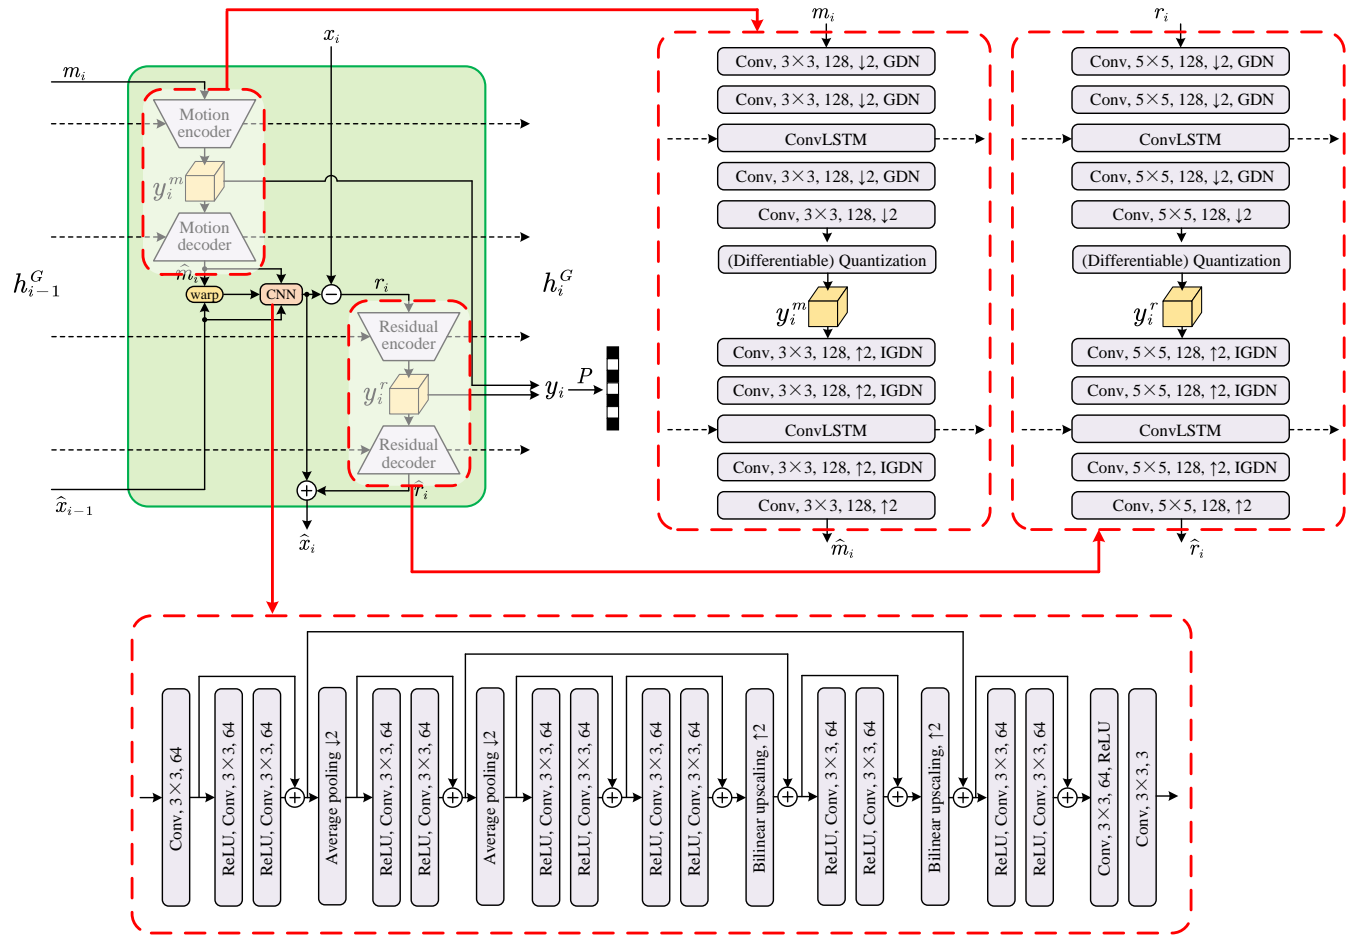 m_i
x_i
Motion
encoder
y_i^m
Motion
decoder
m̂_i
h_{i-1}^G
warp
CNN
−
r_i
h_i^G
Residual
encoder
y_i^r
Residual
decoder
r̂_i
y_i
P
x̂_{i-1}
+
x̂_i
m_i
Conv, 3×3, 128, ↓2, GDN
Conv, 3×3, 128, ↓2, GDN
ConvLSTM
Conv, 3×3, 128, ↓2, GDN
Conv, 3×3, 128, ↓2
(Differentiable) Quantization
y_i^m
Conv, 3×3, 128, ↑2, IGDN
Conv, 3×3, 128, ↑2, IGDN
ConvLSTM
Conv, 3×3, 128, ↑2, IGDN
Conv, 3×3, 128, ↑2
m̂_i
r_i
Conv, 5×5, 128, ↓2, GDN
Conv, 5×5, 128, ↓2, GDN
ConvLSTM
Conv, 5×5, 128, ↓2, GDN
Conv, 5×5, 128, ↓2
(Differentiable) Quantization
y_i^r
Conv, 5×5, 128, ↑2, IGDN
Conv, 5×5, 128, ↑2, IGDN
ConvLSTM
Conv, 5×5, 128, ↑2, IGDN
Conv, 5×5, 128, ↑2
r̂_i
Conv, 3×3, 64
ReLU, Conv, 3×3, 64
ReLU, Conv, 3×3, 64
+
Average pooling ↓2
ReLU, Conv, 3×3, 64
ReLU, Conv, 3×3, 64
+
Average pooling ↓2
ReLU, Conv, 3×3, 64
ReLU, Conv, 3×3, 64
+
ReLU, Conv, 3×3, 64
ReLU, Conv, 3×3, 64
+
Bilinear upscaling, ↑2
+
ReLU, Conv, 3×3, 64
ReLU, Conv, 3×3, 64
+
Bilinear upscaling, ↑2
+
ReLU, Conv, 3×3, 64
ReLU, Conv, 3×3, 64
+
Conv, 3×3, 64, ReLU
Conv, 3×3, 3